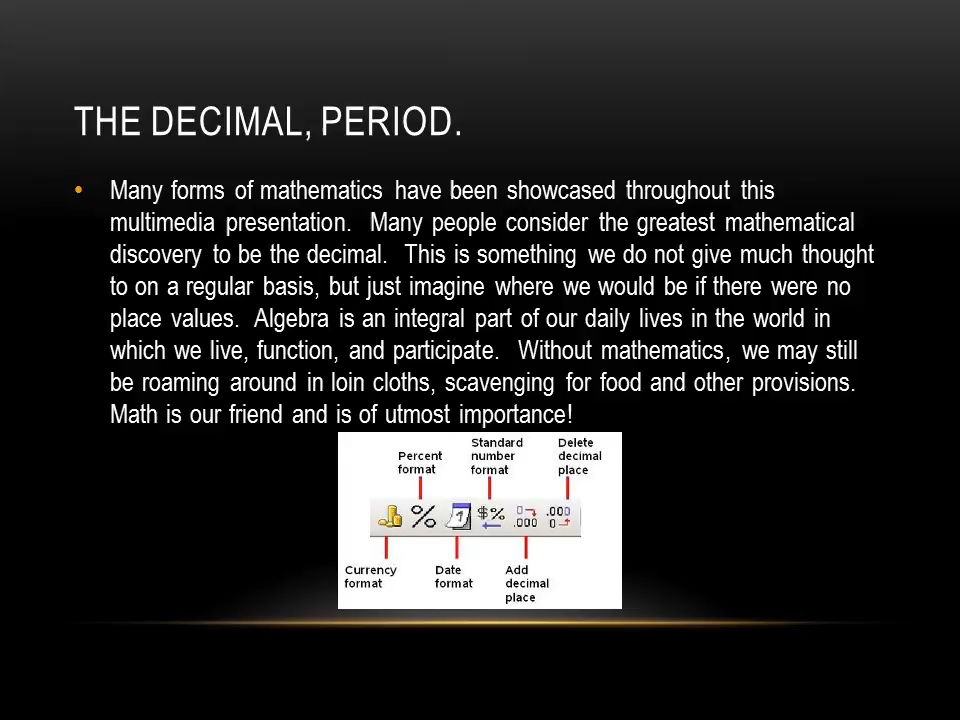 THE DECIMAL, PERIOD.
• Many forms of mathematics have been showcased throughout this
multimedia presentation. Many people consider the greatest mathematical
discovery to be the decimal. This is something we do not give much thought
to on a regular basis, but just imagine where we would be if there were no
place values. Algebra is an integral part of our daily lives in the world in
which we live, function, and participate. Without mathematics, we may still
be roaming around in loin cloths, scavenging for food and other provisions.
Math is our friend and is of utmost importance!
Percent
format
Standard
number
format
Delete
decimal
place
%
1
$%
0
.000
.000
0
Currency
format
Date
format
Add
decimal
place